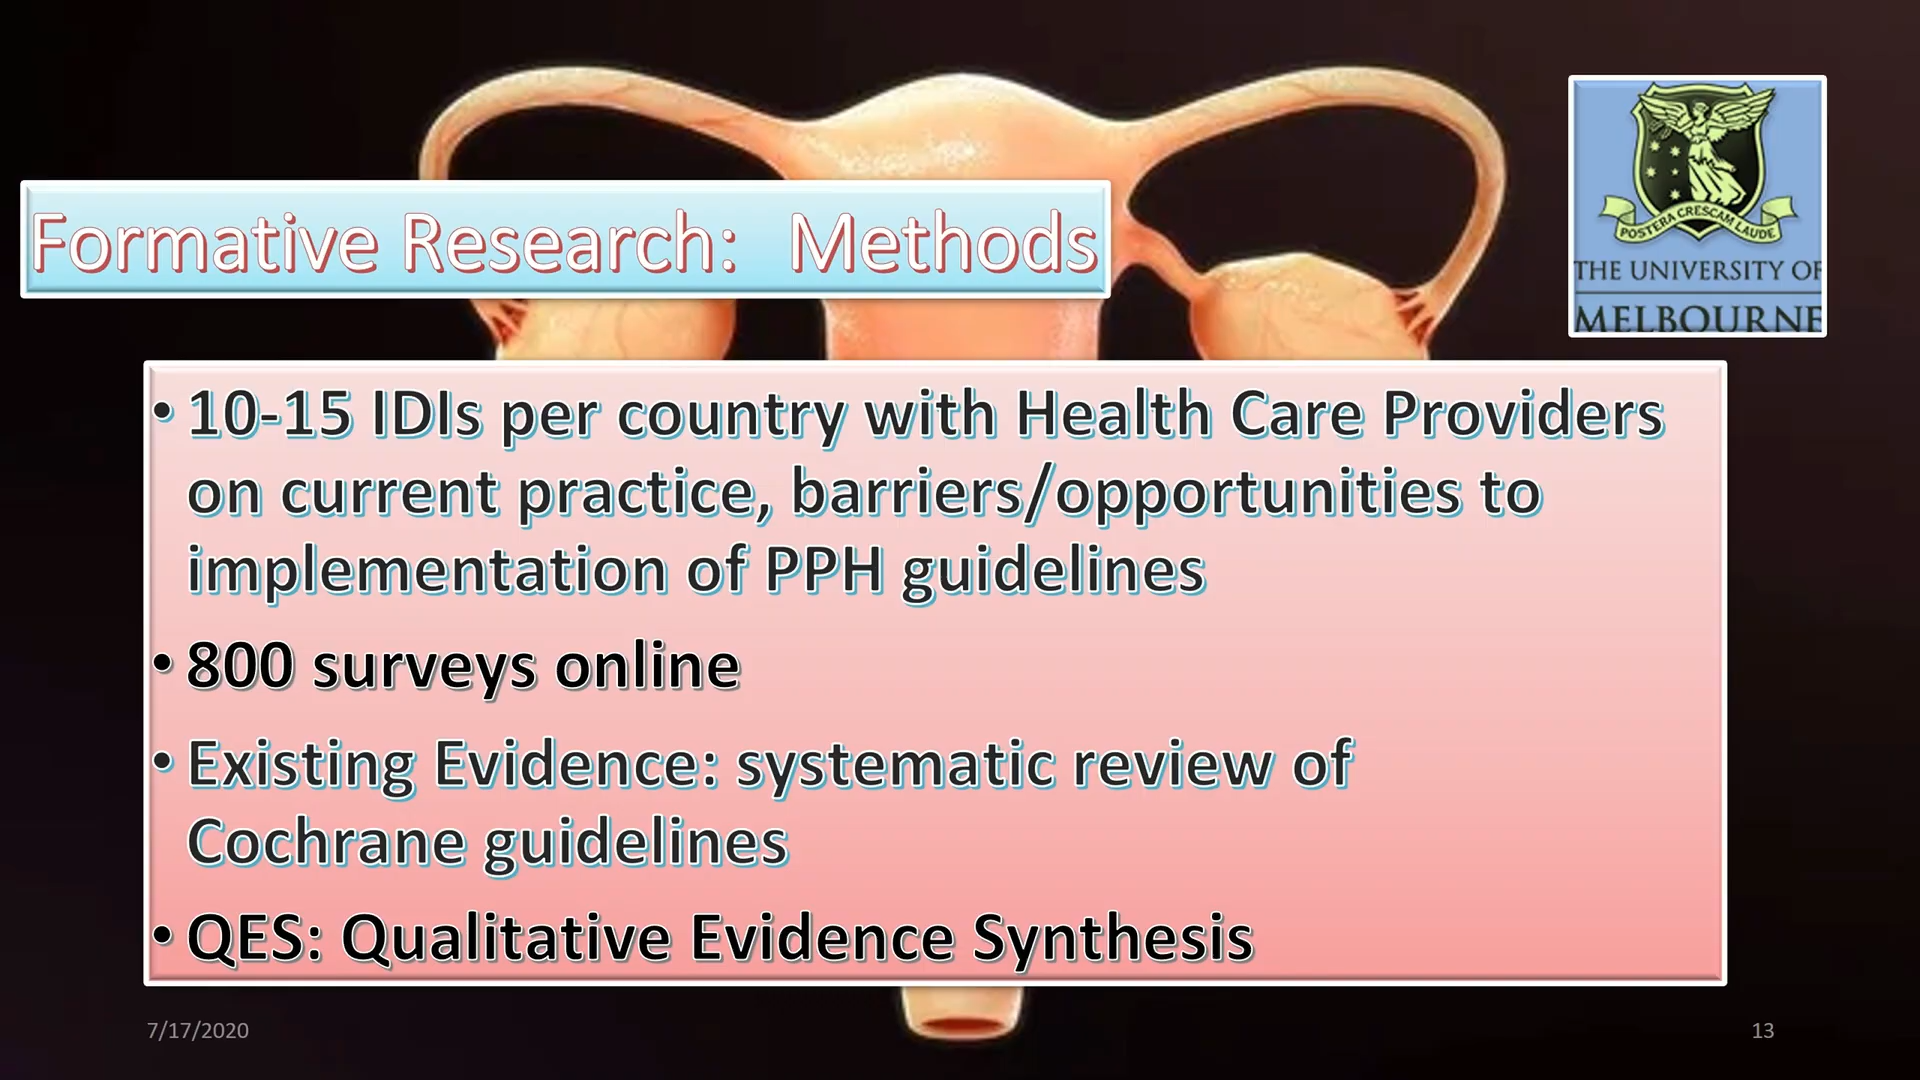 Formative Research: Methods
POSTERA CRESCAM LAUDE
THE UNIVERSITY OF
MELBOURNE
• 10-15 IDIs per country with Health Care Providers
on current practice, barriers/opportunities to
implementation of PPH guidelines
• 800 surveys online
• Existing Evidence: systematic review of
Cochrane guidelines
• QES: Qualitative Evidence Synthesis
7/17/2020
13